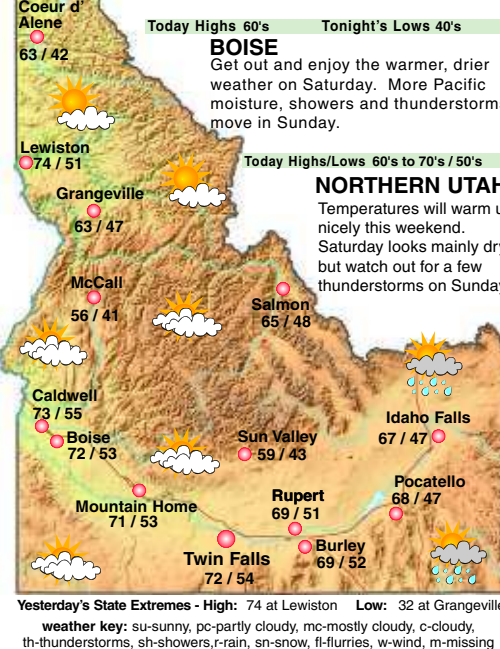 Coeur d'
Alene
63 / 42
Today Highs 60's Tonight's Lows 40's
BOISE
Get out and enjoy the warmer, drier
weather on Saturday. More Pacific
moisture, showers and thunderstorm
move in Sunday.
Lewiston
74 / 51
Today Highs/Lows 60's to 70's / 50's
NORTHERN UTAH
Temperatures will warm u
nicely this weekend.
Saturday looks mainly dry
but watch out for a few
thunderstorms on Sunday
Grangeville
63 / 47
McCall
56 / 41
Salmon
65 / 48
Caldwell
73 / 55
Boise
72 / 53
Sun Valley
59 / 43
Idaho Falls
67 / 47
Mountain Home
71 / 53
Rupert
69 / 51
Pocatello
68 / 47
Twin Falls
72 / 54
Burley
69 / 52
Yesterday's State Extremes - High: 74 at Lewiston Low: 32 at Grangeville
weather key: su-sunny, pc-partly cloudy, mc-mostly cloudy, c-cloudy,
th-thunderstorms, sh-showers,r-rain, sn-snow, fl-flurries, w-wind, m-missing